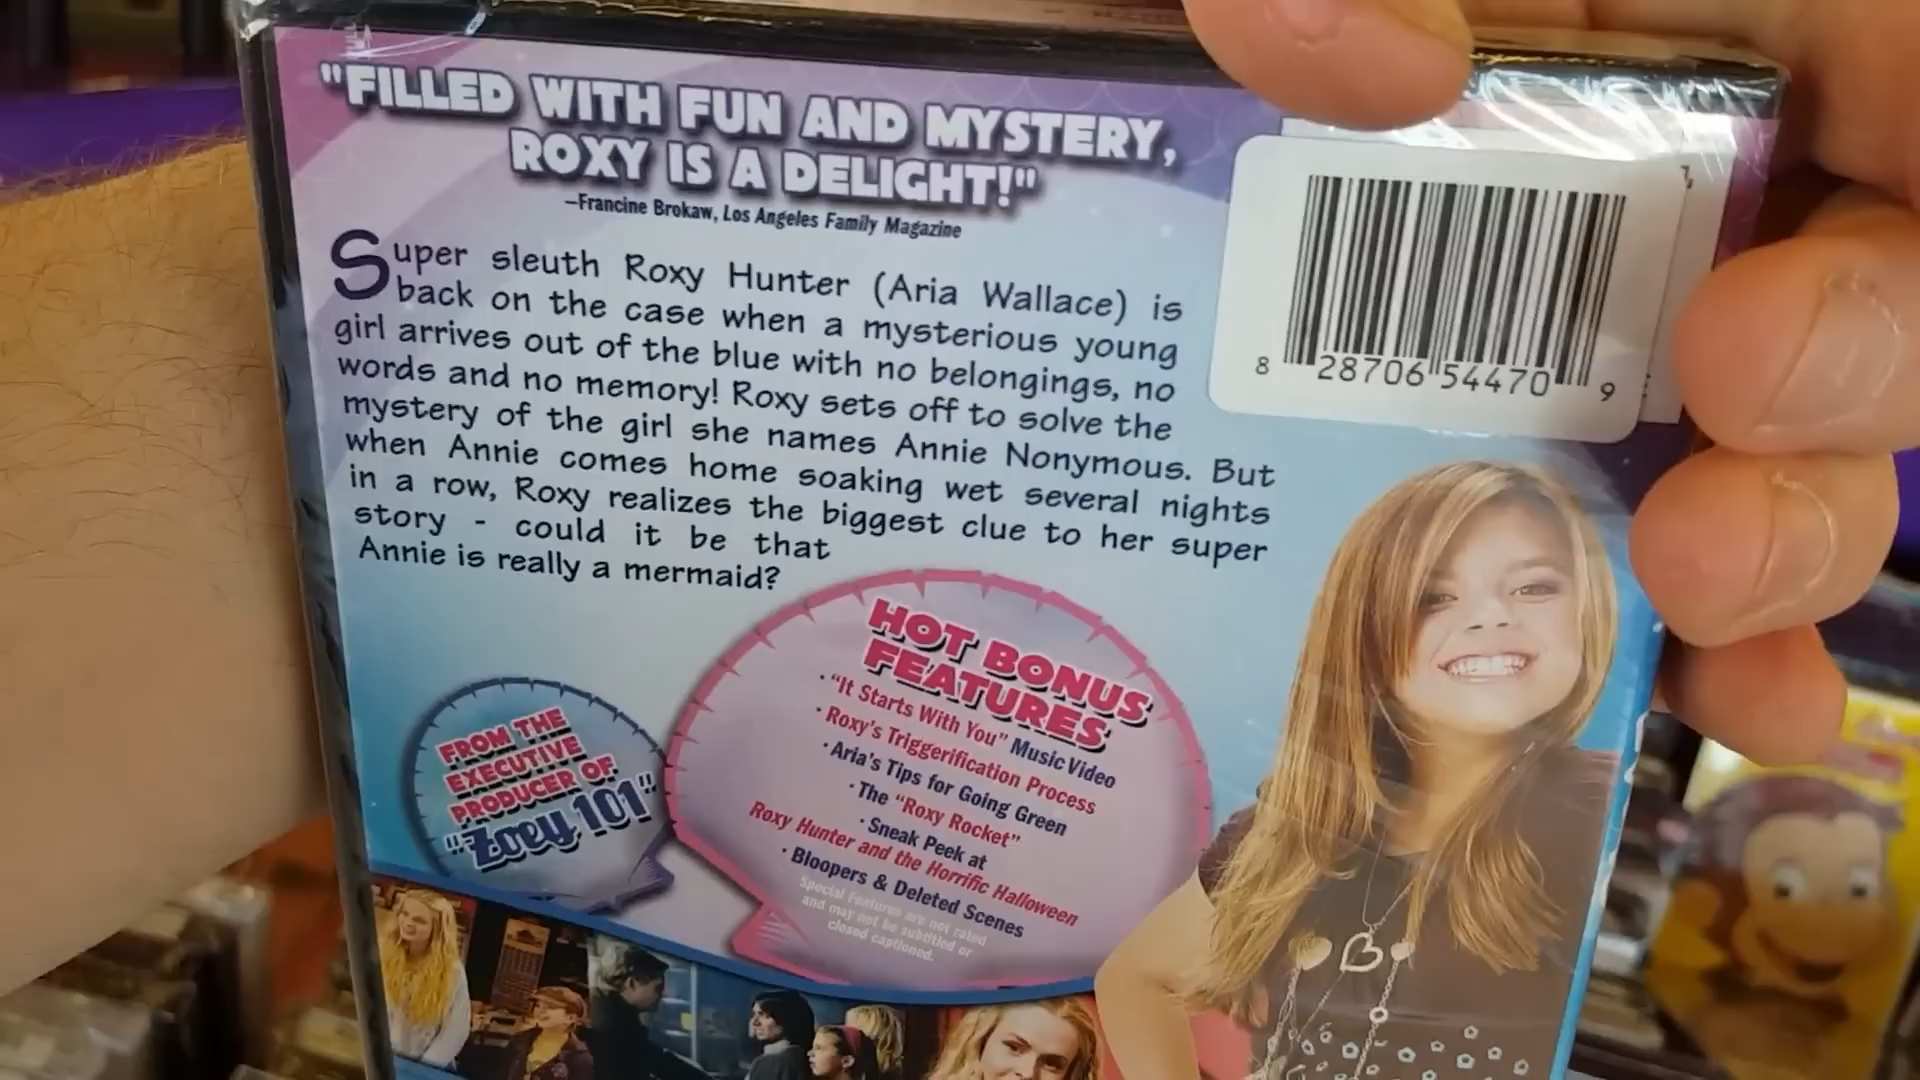 "FILLED WITH FUN AND MYSTERY,
ROXY IS A DELIGHT!"
–Francine Brokaw, Los Angeles Family Magazine
Super sleuth Roxy Hunter (Aria Wallace) is
back on the case when a mysterious young
girl arrives out of the blue with no belongings, no
words and no memory! Roxy sets off to solve the
mystery of the girl she names Annie Nonymous. But
when Annie comes home soaking wet several nights
in a row, Roxy realizes the biggest clue to her super
story - could it be that
Annie is really a mermaid?
8 28706 54470 9
HOT BONUS
FEATURES
· "It Starts With You" Music Video
· Roxy's Triggerification Process
· Aria's Tips for Going Green
· The "Roxy Rocket"
· Sneak Peek at
Roxy Hunter and the Horrific Halloween
· Bloopers & Deleted Scenes
Special Features are not rated
and may not be subtitled or
closed captioned.
FROM THE
EXECUTIVE
PRODUCER OF
"Zoey 101"